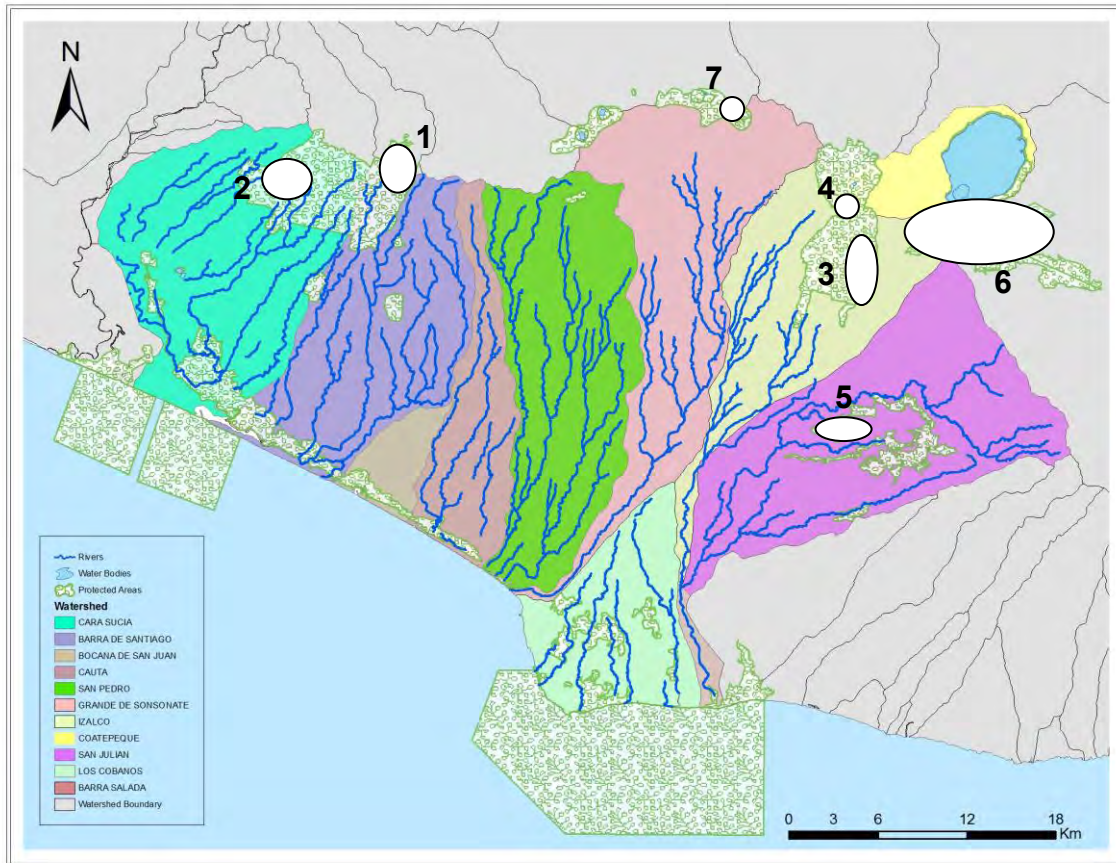 N
7
1
2
4
3
6
5
Rivers
Water Bodies
Protected Areas
Watershed
CARA SUCIA
BARRA DE SANTIAGO
BOCANA DE SAN JUAN
CAUTA
SAN PEDRO
GRANDE DE SONSONATE
IZALCO
COATEPEQUE
SAN JULIAN
LOS COBANOS
BARRA SALADA
Watershed Boundary
0 3 6 12 18
Km